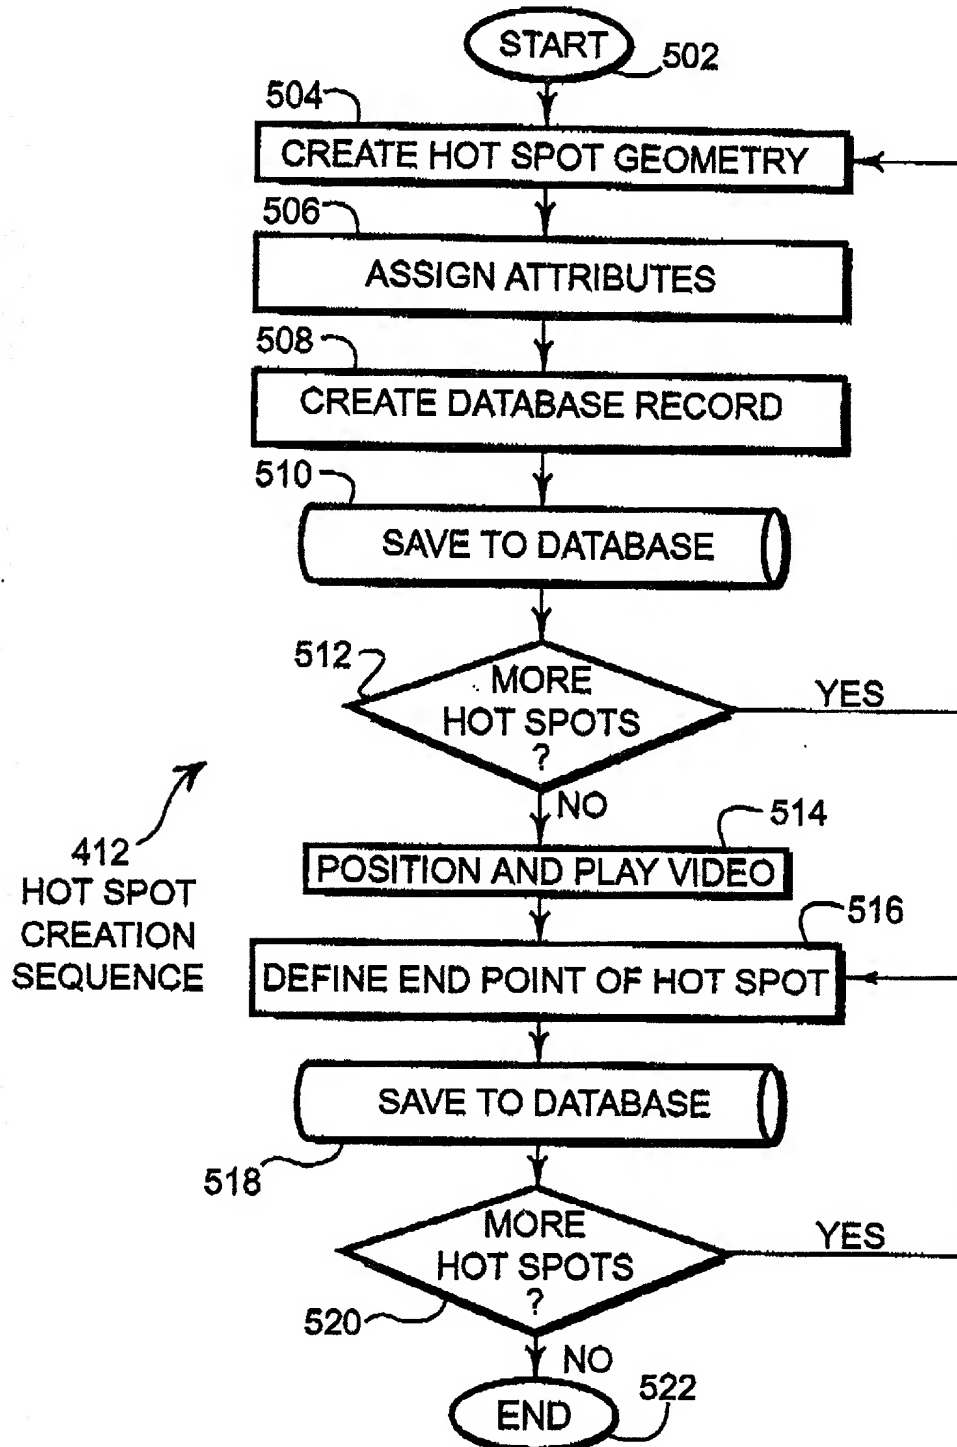 START
502
504
CREATE HOT SPOT GEOMETRY
506
ASSIGN ATTRIBUTES
508
CREATE DATABASE RECORD
510
SAVE TO DATABASE
512
MORE
HOT SPOTS
?
YES
NO
412
HOT SPOT
CREATION
SEQUENCE
514
POSITION AND PLAY VIDEO
516
DEFINE END POINT OF HOT SPOT
SAVE TO DATABASE
518
MORE
HOT SPOTS
?
YES
520
NO
522
END